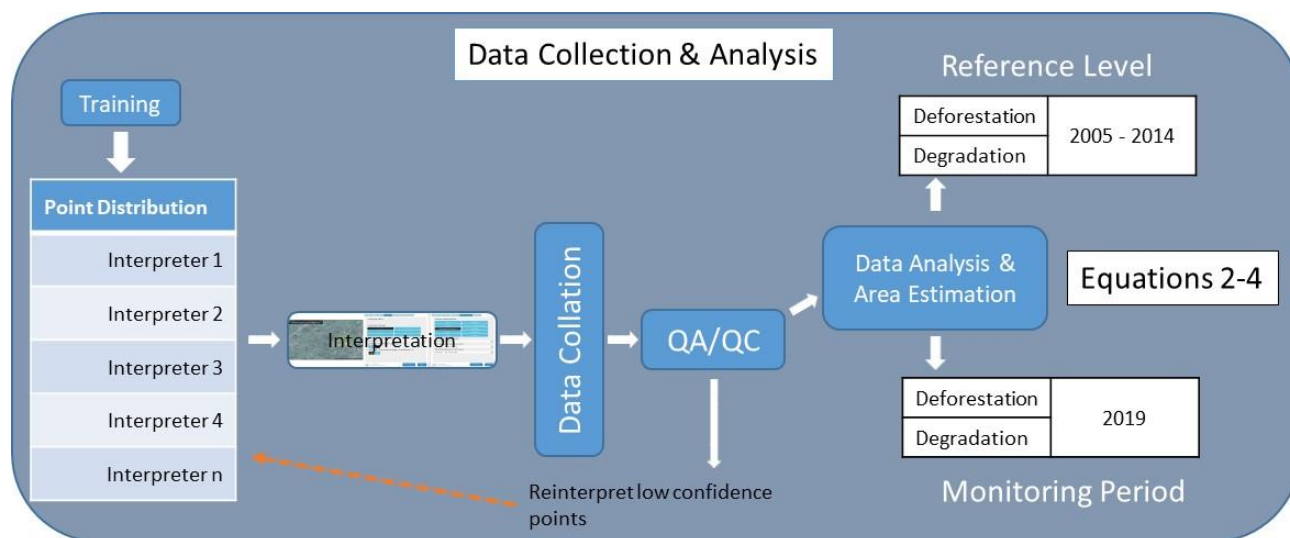 Data Collection & Analysis
Training
Point Distribution
Interpreter 1
Interpreter 2
Interpreter 3
Interpreter 4
Interpreter n
Interpretation
Data Collation
QA/QC
Reinterpret low confidence
points
Data Analysis &
Area Estimation
Equations 2-4
Reference Level
Deforestation
Degradation
2005 - 2014
Deforestation
Degradation
2019
Monitoring Period